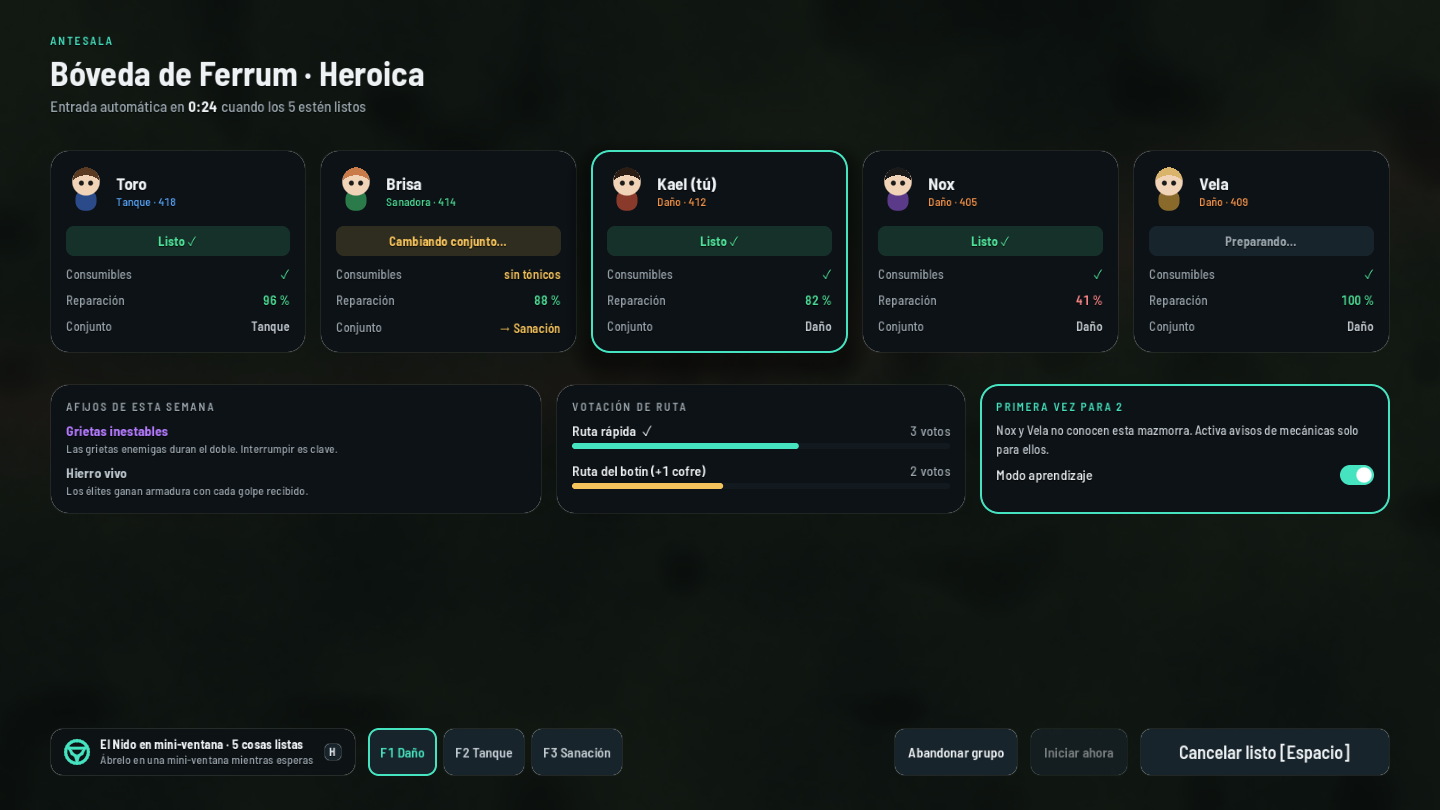 ANTESALA
Bóveda de Ferrum · Heroica
Entrada automática en 0:24 cuando los 5 estén listos
Toro
Tanque · 418
Listo ✓
Consumibles ✓
Reparación 96 %
Conjunto Tanque
Brisa
Sanadora · 414
Cambiando conjunto...
Consumibles sin tónicos
Reparación 88 %
Conjunto → Sanación
Kael (tú)
Daño · 412
Listo ✓
Consumibles ✓
Reparación 82 %
Conjunto Daño
Nox
Daño · 405
Listo ✓
Consumibles ✓
Reparación 41 %
Conjunto Daño
Vela
Daño · 409
Preparando...
Consumibles ✓
Reparación 100 %
Conjunto Daño
AFIJOS DE ESTA SEMANA
Grietas inestables
Las grietas enemigas duran el doble. Interrumpir es clave.
Hierro vivo
Los élites ganan armadura con cada golpe recibido.
VOTACIÓN DE RUTA
Ruta rápida ✓ 3 votos
Ruta del botín (+1 cofre) 2 votos
PRIMERA VEZ PARA 2
Nox y Vela no conocen esta mazmorra. Activa avisos de mecánicas solo
para ellos.
Modo aprendizaje
El Nido en mini-ventana · 5 cosas listas
Ábrelo en una mini-ventana mientras esperas
H
F1 Daño
F2 Tanque
F3 Sanación
Abandonar grupo
Iniciar ahora
Cancelar listo [Espacio]